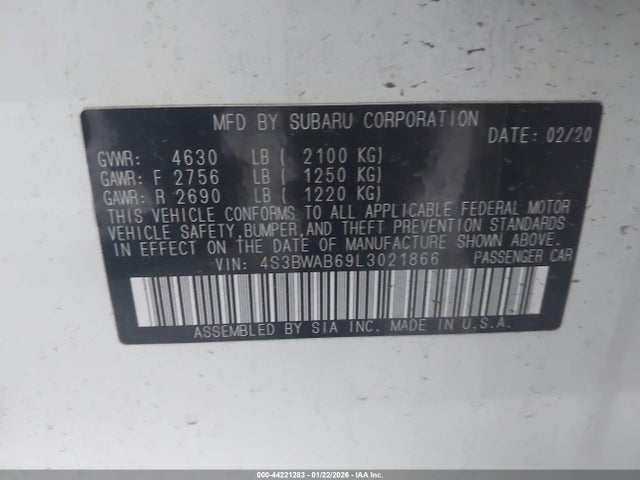 MFD BY SUBARU CORPORATION
DATE: 02/20
GVWR: 4630 LB ( 2100 KG)
GAWR: F 2756 LB ( 1250 KG)
GAWR: R 2690 LB ( 1220 KG)
THIS VEHICLE CONFORMS TO ALL APPLICABLE FEDERAL MOTOR
VEHICLE SAFETY, BUMPER, AND THEFT PREVENTION STANDARDS
IN EFFECT ON THE DATE OF MANUFACTURE SHOWN ABOVE.
VIN: 4S3BWAB69L3021866 PASSENGER CAR
ASSEMBLED BY SIA INC. MADE IN U.S.A.
000-44221283 - 01/22/2026 - IAA Inc.